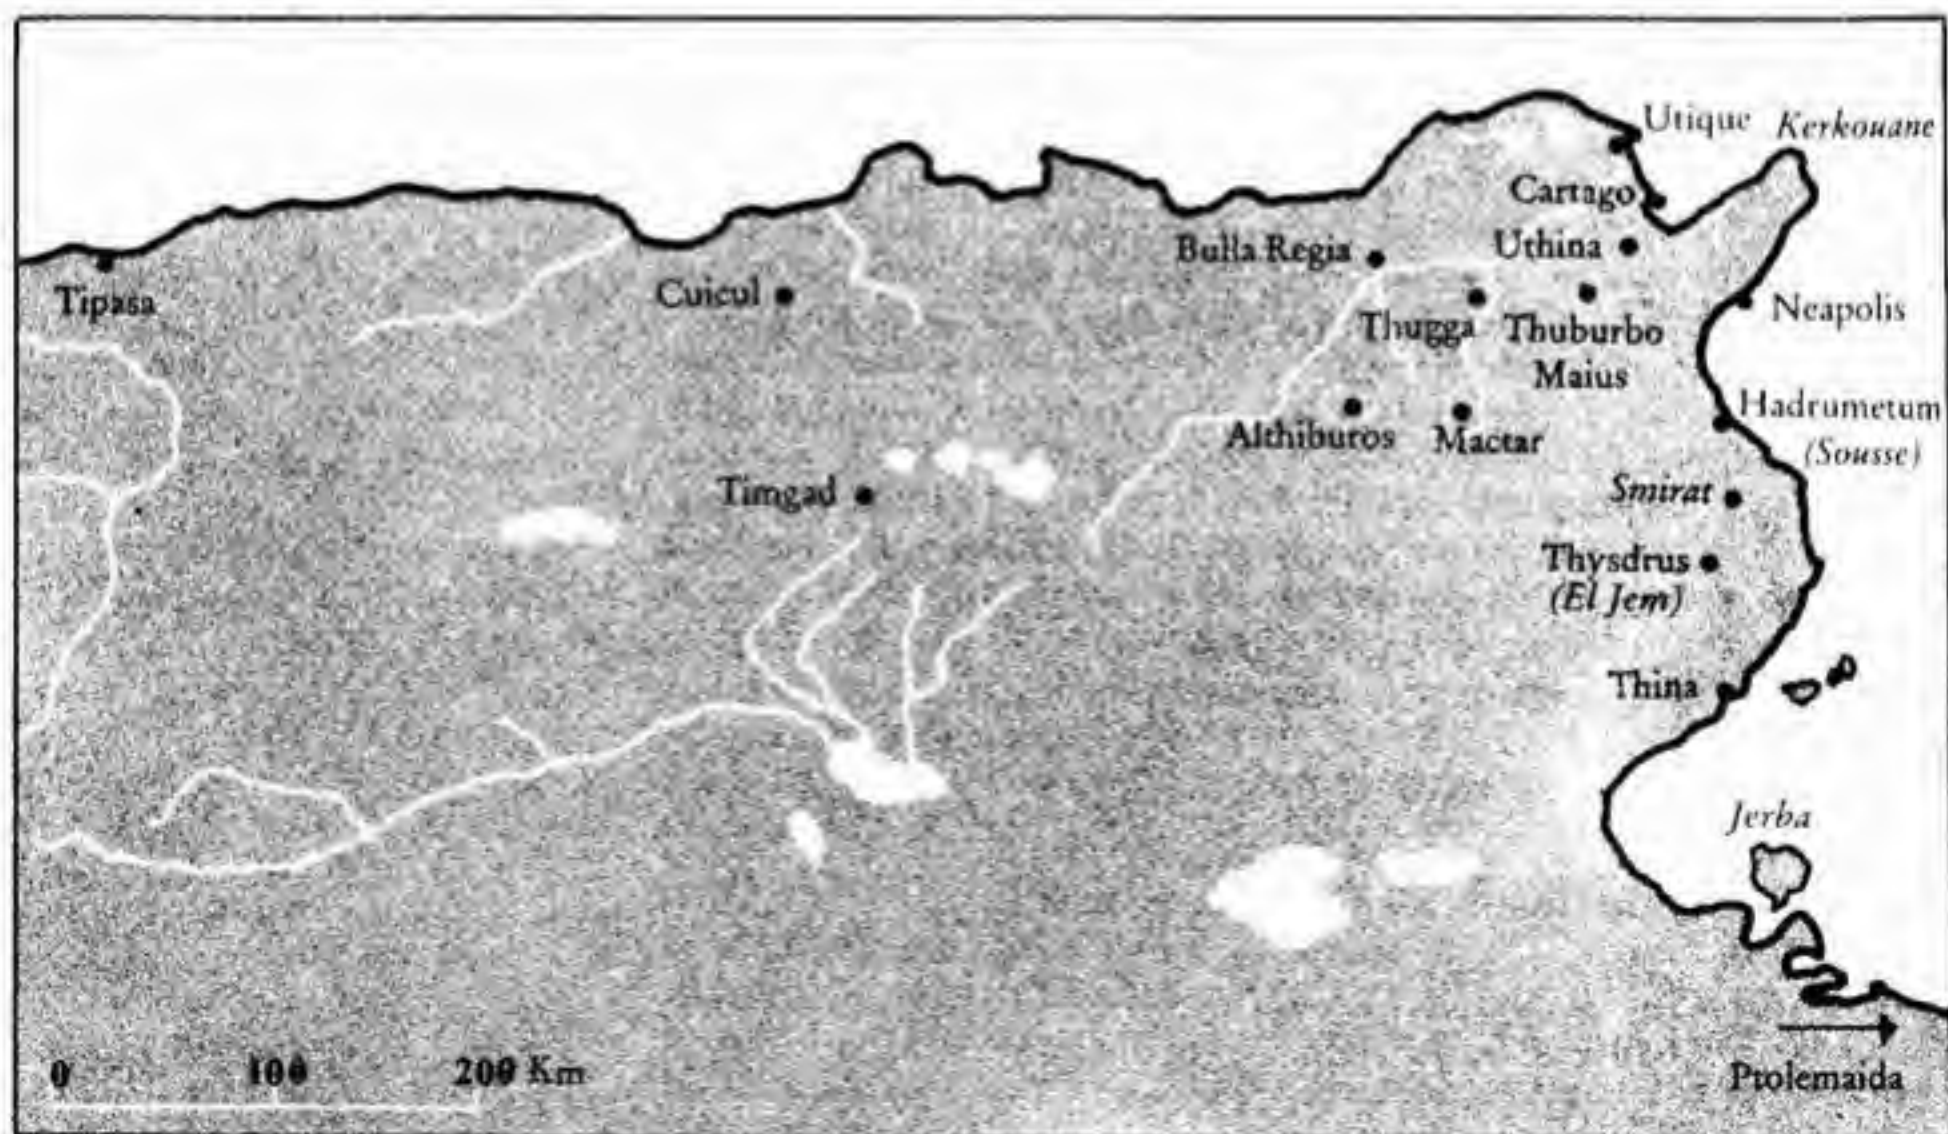 Utique Kerkouane
Cartago
Bulla Regia
Uthina
Tipasa
Cuicul
Neapolis
Thugga
Thuburbo
Maius
Hadrumetum
(Sousse)
Althiburos
Mactar
Timgad
Smirat
Thysdrus
(El Jem)
Thina
Jerba
0 100 200 Km
Ptolemaida